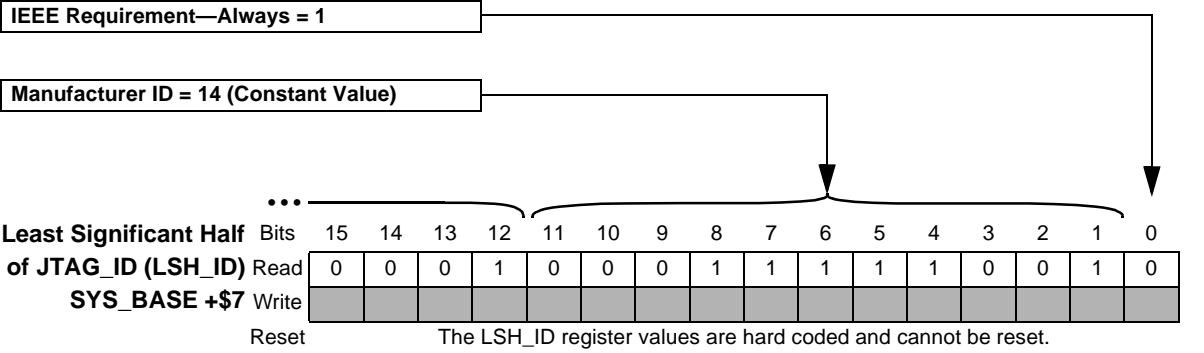 IEEE Requirement—Always = 1
Manufacturer ID = 14 (Constant Value)
•••
Least Significant Half Bits 15 14 13 12 11 10 9 8 7 6 5 4 3 2 1 0
of JTAG_ID (LSH_ID) Read 0 0 0 1 0 0 0 1 1 1 1 1 0 0 1 0
SYS_BASE +$7 Write
Reset The LSH_ID register values are hard coded and cannot be reset.